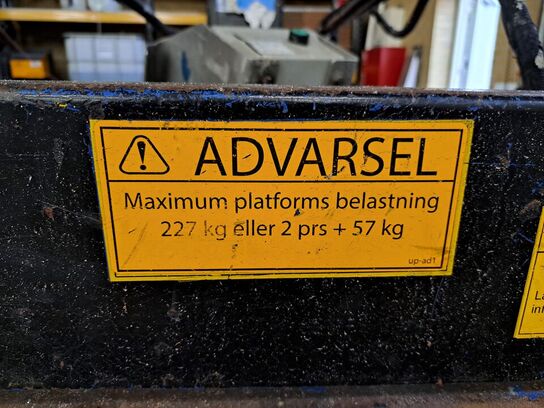 ADVARSEL
Maximum platforms belastning
227 kg eller 2 prs + 57 kg
up-ad1